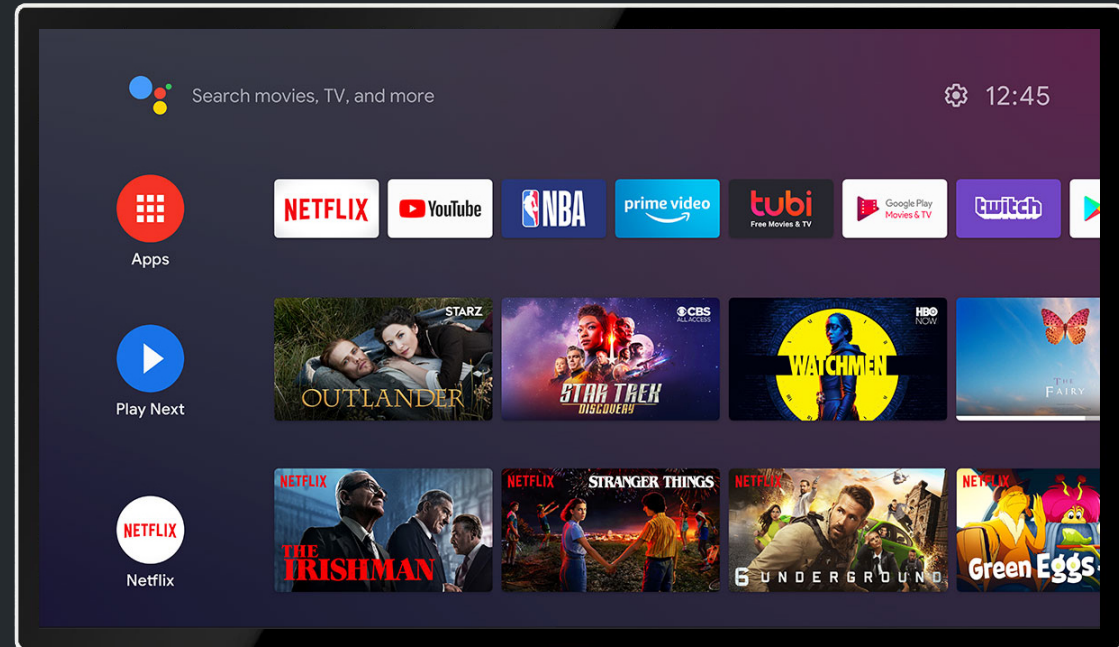 Search movies, TV, and more
12:45
Apps
NETFLIX
YouTube
NBA
prime video
tubi
Free Movies & TV
Google Play
Movies & TV
twitch
Play Next
STARZ
OUTLANDER
CBS
ALL ACCESS
STAR TREK
DISCOVERY
HBO
NOW
WATCHMEN
THE
FAIRY
NETFLIX
Netflix
NETFLIX
THE
IRISHMAN
NETFLIX
STRANGER THINGS
NETFLIX
6 UNDERGROUND
NETFLIX
Green Eggs